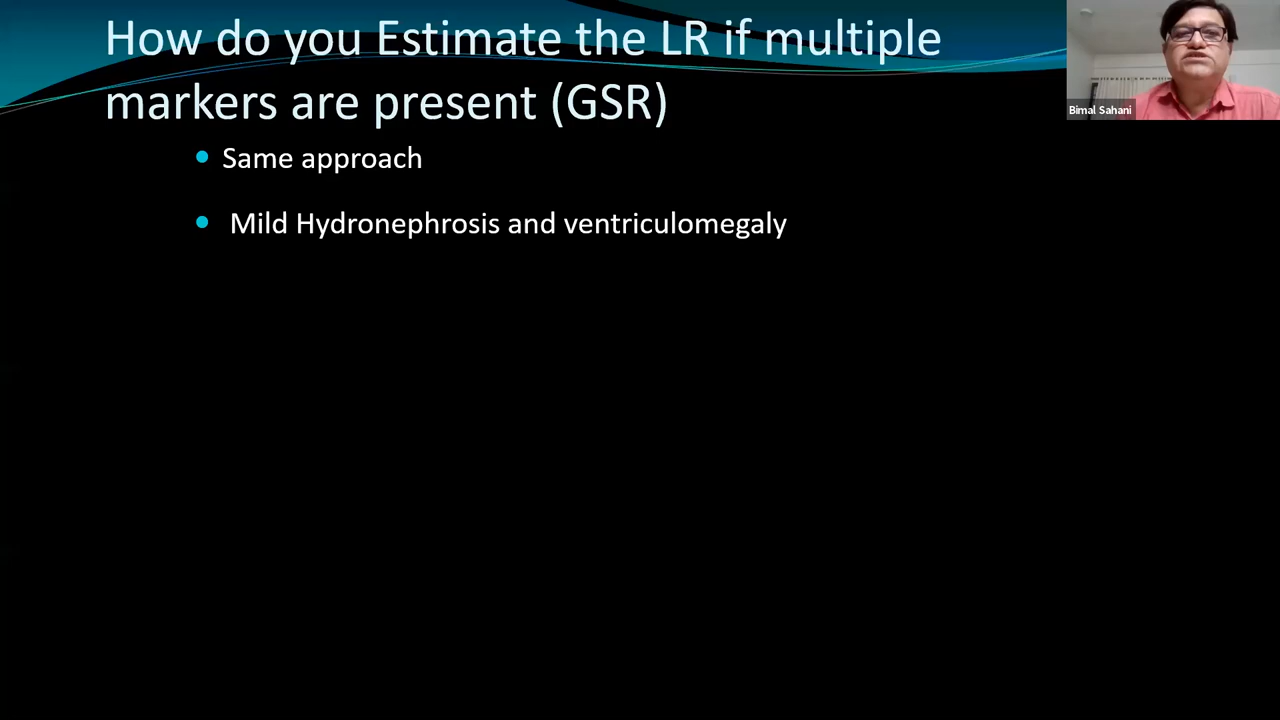 How do you Estimate the LR if multiple
markers are present (GSR)
Bimal Sahani
Same approach
Mild Hydronephrosis and ventriculomegaly